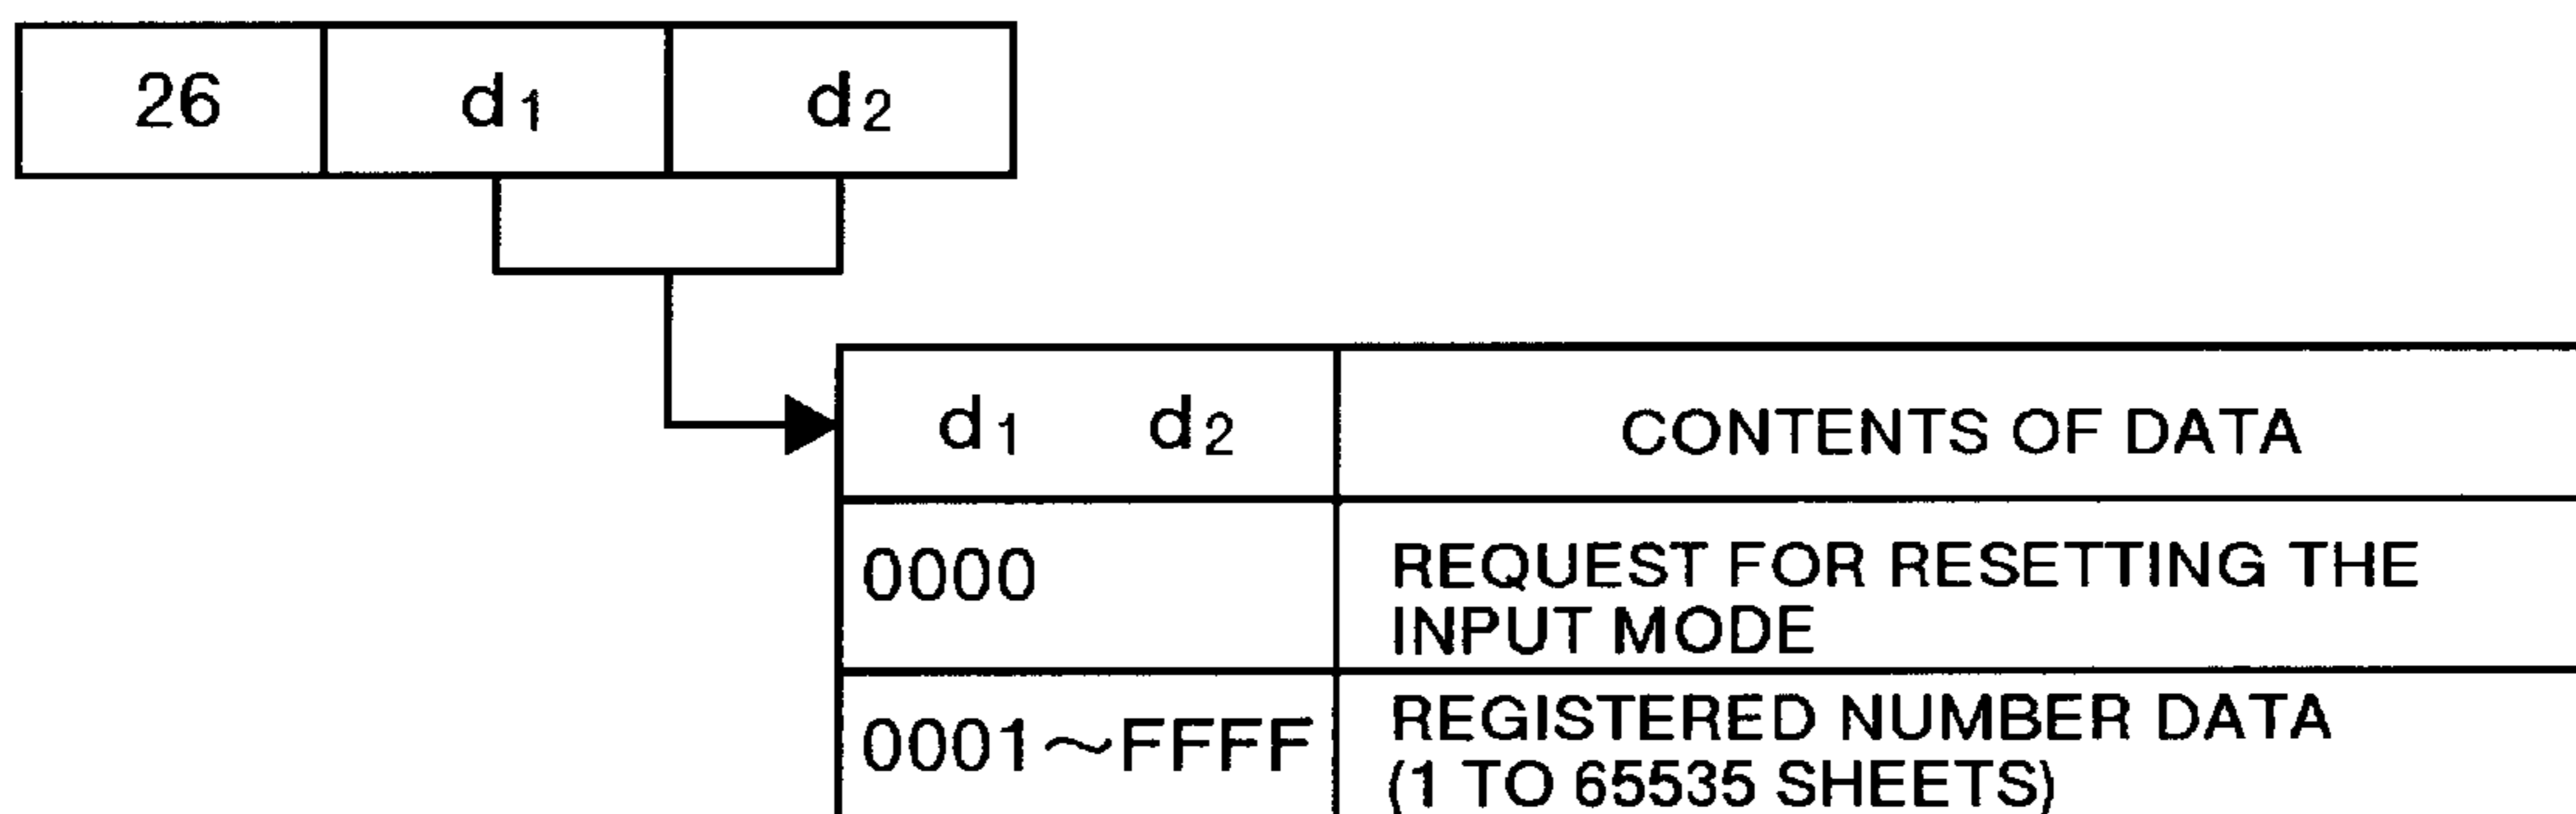 26 d1 d2
d1 d2 CONTENTS OF DATA
0000 REQUEST FOR RESETTING THE
INPUT MODE
0001~FFFF REGISTERED NUMBER DATA
(1 TO 65535 SHEETS)